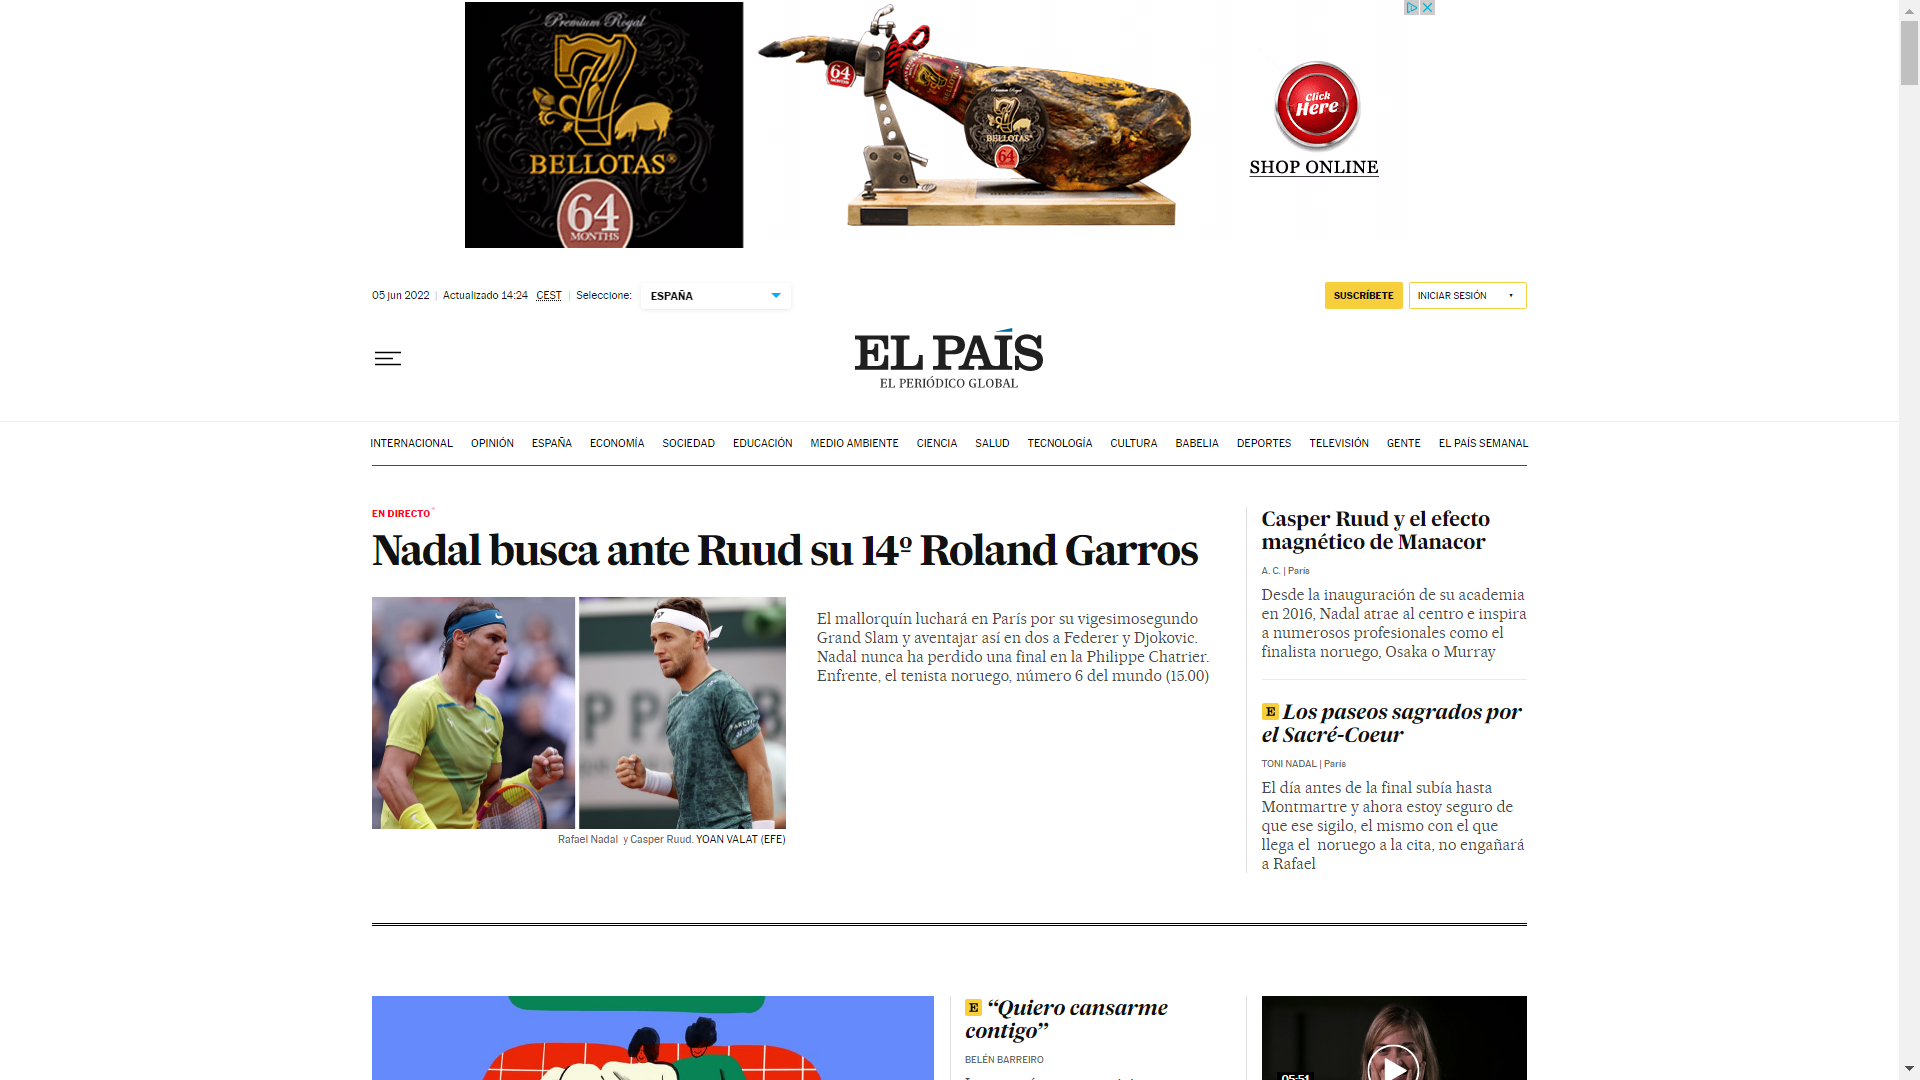 Premium Regal
7
BELLOTAS®
64
MONTHS
64
MONTHS
Premium Regal
7
BELLOTAS
64
Click
Here
SHOP ONLINE
05 jun 2022 | Actualizado 14:24 CEST | Seleccione: ESPAÑA
SUSCRÍBETE
INICIAR SESIÓN
EL PAÍS
EL PERIÓDICO GLOBAL
INTERNACIONAL OPINIÓN ESPAÑA ECONOMÍA SOCIEDAD EDUCACIÓN MEDIO AMBIENTE CIENCIA SALUD TECNOLOGÍA CULTURA BABELIA DEPORTES TELEVISIÓN GENTE EL PAÍS SEMANAL
EN DIRECTO
Nadal busca ante Ruud su 14º Roland Garros
El mallorquín luchará en París por su vigesimosegundo
Grand Slam y aventajar así en dos a Federer y Djokovic.
Nadal nunca ha perdido una final en la Philippe Chatrier.
Enfrente, el tenista noruego, número 6 del mundo (15.00)
Rafael Nadal y Casper Ruud. YOAN VALAT (EFE)
Casper Ruud y el efecto
magnético de Manacor
A. C. | París
Desde la inauguración de su academia
en 2016, Nadal atrae al centro e inspira
a numerosos profesionales como el
finalista noruego, Osaka o Murray
E Los paseos sagrados por
el Sacré-Coeur
TONI NADAL | París
El día antes de la final subía hasta
Montmartre y ahora estoy seguro de
que ese sigilo, el mismo con el que
llega el noruego a la cita, no engañará
a Rafael
E “Quiero cansarme
contigo”
BELÉN BARREIRO
05:51